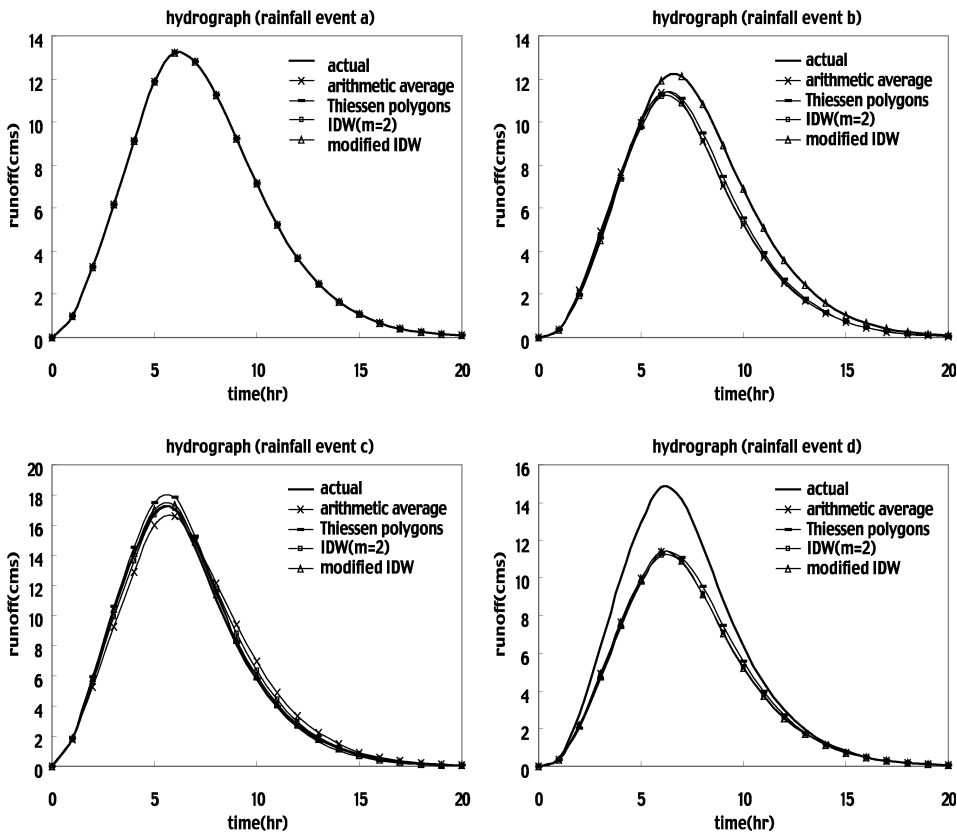 hydrograph (rainfall event a)
14
12
10
8
6
4
2
0
runoff(cms)
actual
arithmetic average
Thiessen polygons
IDW(m=2)
modified IDW
0 5 10 15 20
time(hr)
hydrograph (rainfall event b)
14
12
10
8
6
4
2
0
runoff(cms)
actual
arithmetic average
Thiessen polygons
IDW(m=2)
modified IDW
0 5 10 15 20
time(hr)
hydrograph (rainfall event c)
20
18
16
14
12
10
8
6
4
2
0
runoff(cms)
actual
arithmetic average
Thiessen polygons
IDW(m=2)
modified IDW
0 5 10 15 20
time(hr)
hydrograph (rainfall event d)
16
14
12
10
8
6
4
2
0
runoff(cms)
actual
arithmetic average
Thiessen polygons
IDW(m=2)
modified IDW
0 5 10 15 20
time(hr)